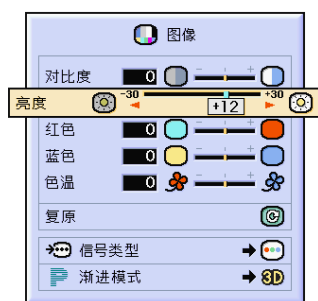 图像
对比度 0 - +
亮度 -30 +12 +30
红色 0 - +
蓝色 0 - +
色温 0 - +
复原
信号类型
渐进模式 3D